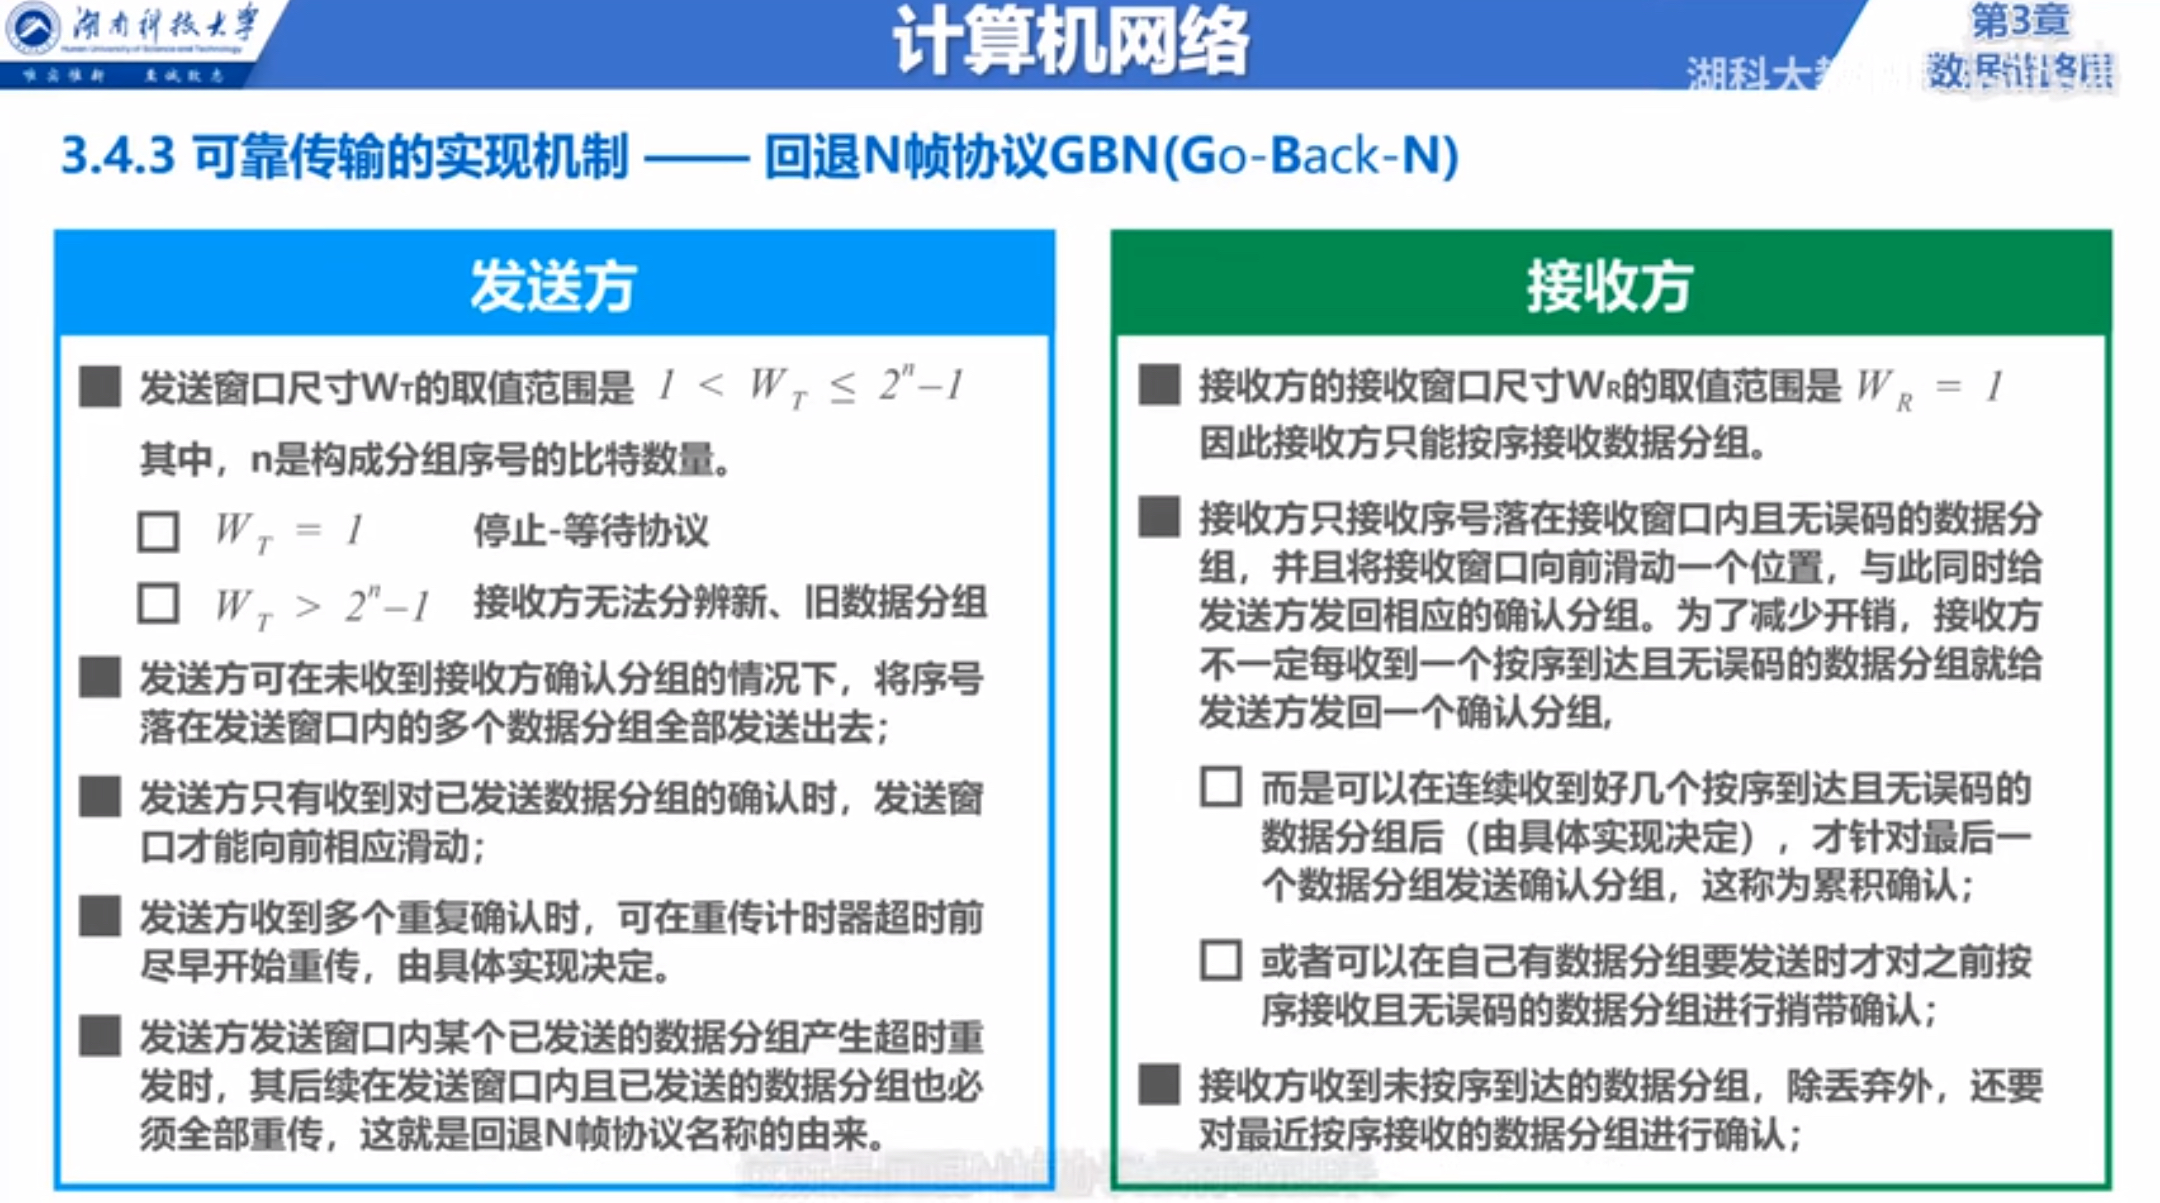 湖南科技大学
Hunan University of Science and Technology
唯实惟新 至诚致志
计算机网络
第3章
数据链路层
湖科大教
3.4.3 可靠传输的实现机制 —— 回退N帧协议GBN(Go-Back-N)
发送方
发送窗口尺寸WT的取值范围是 1 < WT ≤ 2ⁿ–1
其中，n是构成分组序号的比特数量。
WT = 1 停止-等待协议
WT > 2ⁿ–1 接收方无法分辨新、旧数据分组
发送方可在未收到接收方确认分组的情况下，将序号
落在发送窗口内的多个数据分组全部发送出去；
发送方只有收到对已发送数据分组的确认时，发送窗
口才能向前相应滑动；
发送方收到多个重复确认时，可在重传计时器超时前
尽早开始重传，由具体实现决定。
发送方发送窗口内某个已发送的数据分组产生超时重
发时，其后续在发送窗口内且已发送的数据分组也必
须全部重传，这就是回退N帧协议名称的由来。
接收方
接收方的接收窗口尺寸WR的取值范围是 WR = 1
因此接收方只能按序接收数据分组。
接收方只接收序号落在接收窗口内且无误码的数据分
组，并且将接收窗口向前滑动一个位置，与此同时给
发送方发回相应的确认分组。为了减少开销，接收方
不一定每收到一个按序到达且无误码的数据分组就给
发送方发回一个确认分组,
而是可以在连续收到好几个按序到达且无误码的
数据分组后（由具体实现决定），才针对最后一
个数据分组发送确认分组，这称为累积确认；
或者可以在自己有数据分组要发送时才对之前按
序接收且无误码的数据分组进行捎带确认；
接收方收到未按序到达的数据分组，除丢弃外，还要
对最近按序接收的数据分组进行确认；